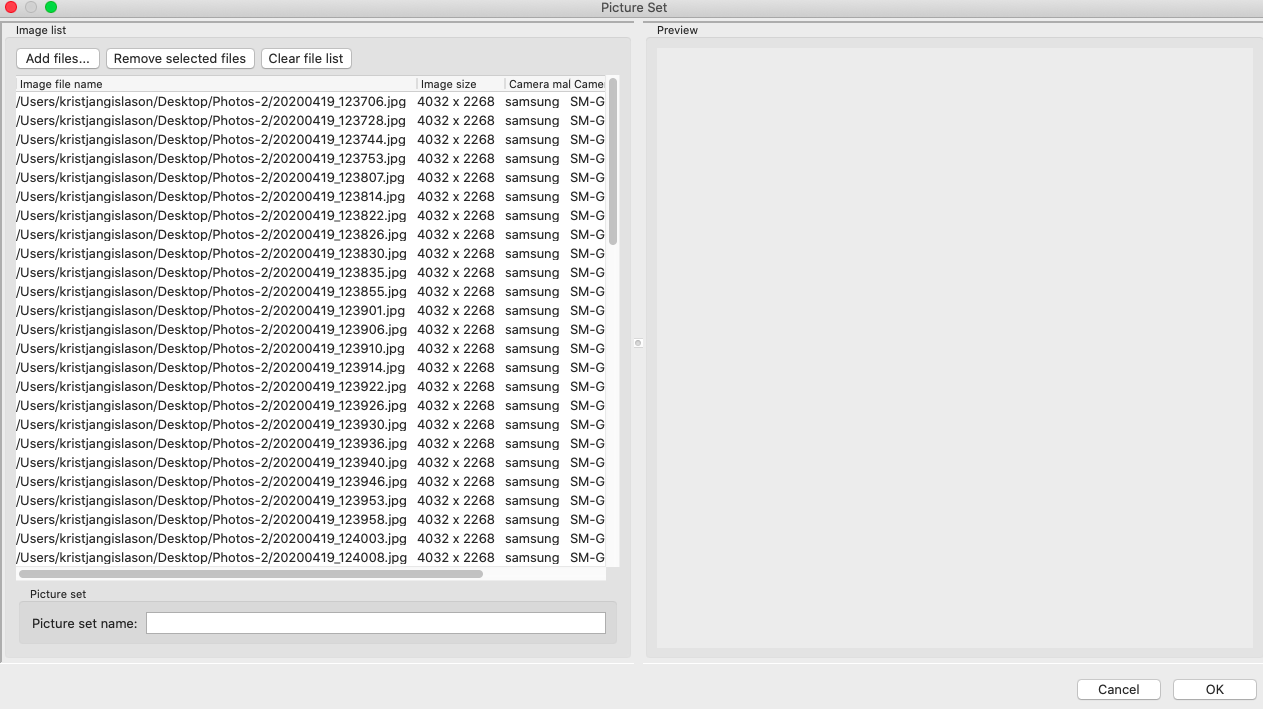 Picture Set
Image list
Add files... Remove selected files Clear file list
Image file name Image size Camera mal Came
/Users/kristjangislason/Desktop/Photos-2/20200419_123706.jpg 4032 x 2268 samsung SM-G
/Users/kristjangislason/Desktop/Photos-2/20200419_123728.jpg 4032 x 2268 samsung SM-G
/Users/kristjangislason/Desktop/Photos-2/20200419_123744.jpg 4032 x 2268 samsung SM-G
/Users/kristjangislason/Desktop/Photos-2/20200419_123753.jpg 4032 x 2268 samsung SM-G
/Users/kristjangislason/Desktop/Photos-2/20200419_123807.jpg 4032 x 2268 samsung SM-G
/Users/kristjangislason/Desktop/Photos-2/20200419_123814.jpg 4032 x 2268 samsung SM-G
/Users/kristjangislason/Desktop/Photos-2/20200419_123822.jpg 4032 x 2268 samsung SM-G
/Users/kristjangislason/Desktop/Photos-2/20200419_123826.jpg 4032 x 2268 samsung SM-G
/Users/kristjangislason/Desktop/Photos-2/20200419_123830.jpg 4032 x 2268 samsung SM-G
/Users/kristjangislason/Desktop/Photos-2/20200419_123835.jpg 4032 x 2268 samsung SM-G
/Users/kristjangislason/Desktop/Photos-2/20200419_123855.jpg 4032 x 2268 samsung SM-G
/Users/kristjangislason/Desktop/Photos-2/20200419_123901.jpg 4032 x 2268 samsung SM-G
/Users/kristjangislason/Desktop/Photos-2/20200419_123906.jpg 4032 x 2268 samsung SM-G
/Users/kristjangislason/Desktop/Photos-2/20200419_123910.jpg 4032 x 2268 samsung SM-G
/Users/kristjangislason/Desktop/Photos-2/20200419_123914.jpg 4032 x 2268 samsung SM-G
/Users/kristjangislason/Desktop/Photos-2/20200419_123922.jpg 4032 x 2268 samsung SM-G
/Users/kristjangislason/Desktop/Photos-2/20200419_123926.jpg 4032 x 2268 samsung SM-G
/Users/kristjangislason/Desktop/Photos-2/20200419_123930.jpg 4032 x 2268 samsung SM-G
/Users/kristjangislason/Desktop/Photos-2/20200419_123936.jpg 4032 x 2268 samsung SM-G
/Users/kristjangislason/Desktop/Photos-2/20200419_123940.jpg 4032 x 2268 samsung SM-G
/Users/kristjangislason/Desktop/Photos-2/20200419_123946.jpg 4032 x 2268 samsung SM-G
/Users/kristjangislason/Desktop/Photos-2/20200419_123953.jpg 4032 x 2268 samsung SM-G
/Users/kristjangislason/Desktop/Photos-2/20200419_123958.jpg 4032 x 2268 samsung SM-G
/Users/kristjangislason/Desktop/Photos-2/20200419_124003.jpg 4032 x 2268 samsung SM-G
/Users/kristjangislason/Desktop/Photos-2/20200419_124008.jpg 4032 x 2268 samsung SM-G
Picture set
Picture set name:
Preview
Cancel OK